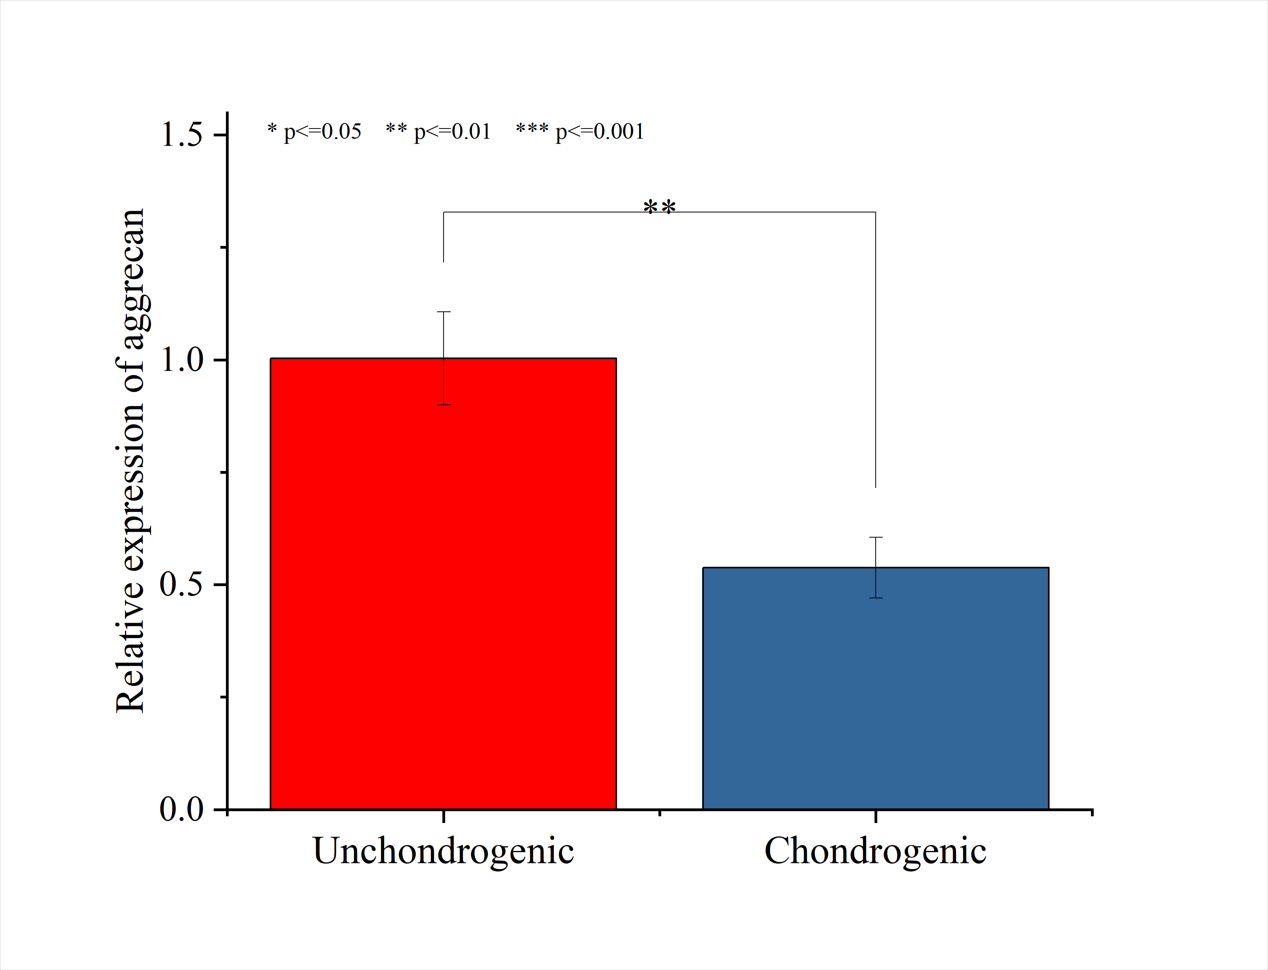 * p<=0.05 ** p<=0.01 *** p<=0.001
**
1.5
1.0
0.5
0.0
Relative expression of aggrecan
Unchondrogenic
Chondrogenic